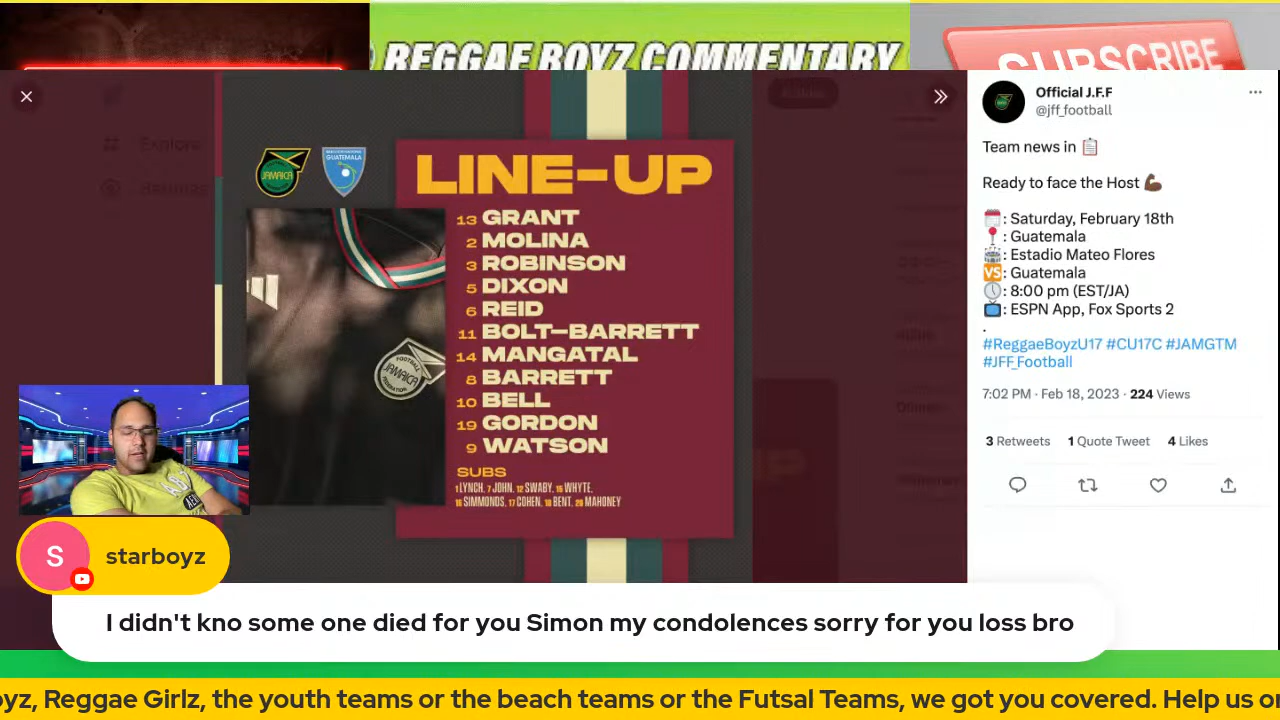 REGGAE BOYZ COMMENTARY
SUBSCRIBE
Official J.F.F
@jff_football
Team news in 📋
Ready to face the Host 💪🏿
🗓: Saturday, February 18th
📍: Guatemala
🏟: Estadio Mateo Flores
🆚: Guatemala
🕔: 8:00 pm (EST/JA)
📺: ESPN App, Fox Sports 2
.
#ReggaeBoyzU17 #CU17C #JAMGTM
#JFF_Football
7:02 PM · Feb 18, 2023 · 224 Views
3 Retweets 1 Quote Tweet 4 Likes
Explore
Settings
JAMAICA
GUATEMALA
LINE-UP
13 GRANT
2 MOLINA
3 ROBINSON
5 DIXON
6 REID
11 BOLT-BARRETT
14 MANGATAL
8 BARRETT
10 BELL
19 GORDON
9 WATSON
SUBS
1 LYNCH, 7 JOHN, 12 SWABY, 15 WHYTE,
16 SIMMONDS, 17 COHEN, 18 BENT, 20 MAHONEY
FOOTBALL
JAMAICA
S
starboyz
I didn't kno some one died for you Simon my condolences sorry for you loss bro
oyz, Reggae Girlz, the youth teams or the beach teams or the Futsal Teams, we got you covered. Help us